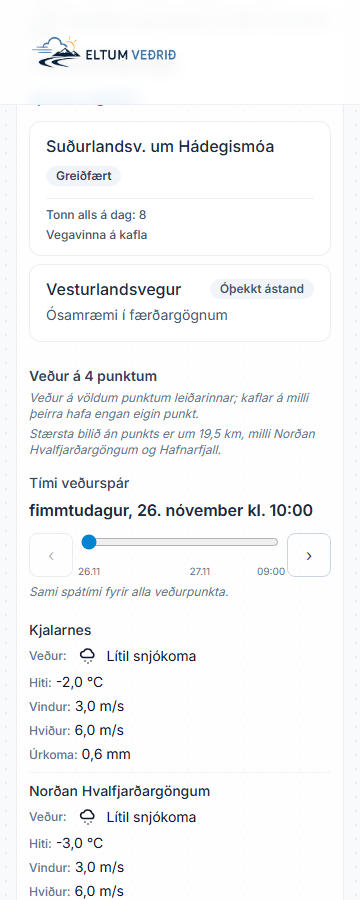 ELTUM VEÐRIÐ
Suðurlandsv. um Hádegismóa
Greiðfært
Tonn alls á dag: 8
Vegavinna á kafla
Vesturlandsvegur
Óþekkt ástand
Ósamræmi í færðargögnum
Veður á 4 punktum
Veður á völdum punktum leiðarinnar; kaflar á milli
þeirra hafa engan eigin punkt.
Stærsta bilið án punkts er um 19,5 km, milli Norðan
Hvalfjarðargöngum og Hafnarfjall.
Tími veðurspár
fimmtudagur, 26. nóvember kl. 10:00
‹
›
26.11
27.11
09:00
Sami spátími fyrir alla veðurpunkta.
Kjalarnes
Veður: Lítil snjókoma
Hiti: -2,0 °C
Vindur: 3,0 m/s
Hviður: 6,0 m/s
Úrkoma: 0,6 mm
Norðan Hvalfjarðargöngum
Veður: Lítil snjókoma
Hiti: -3,0 °C
Vindur: 3,0 m/s
Hviður: 6,0 m/s